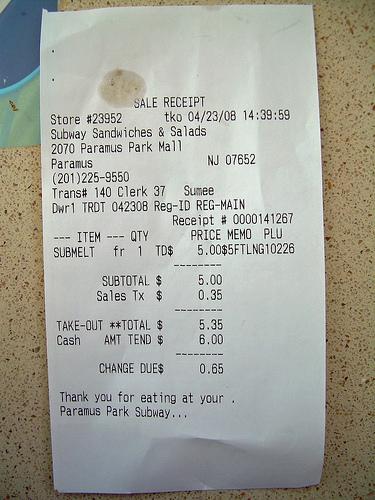 SALE RECEIPT
Store #23952 tko 04/23/08 14:39:59
Subway Sandwiches & Salads
2070 Paramus Park Mall
Paramus NJ 07652
(201)225-9550
Trans# 140 Clerk 37 Sumee
Dwr1 TRDT 042308 Reg-ID REG-MAIN
Receipt # 0000141267
--- ITEM --- QTY PRICE MEMO PLU
SUBMELT fr 1 TD$ 5.00$5FTLNG10226
--------
SUBTOTAL $ 5.00
Sales Tx $ 0.35
--------
TAKE-OUT **TOTAL $ 5.35
Cash AMT TEND $ 6.00
--------
CHANGE DUE$ 0.65
Thank you for eating at your .
Paramus Park Subway...